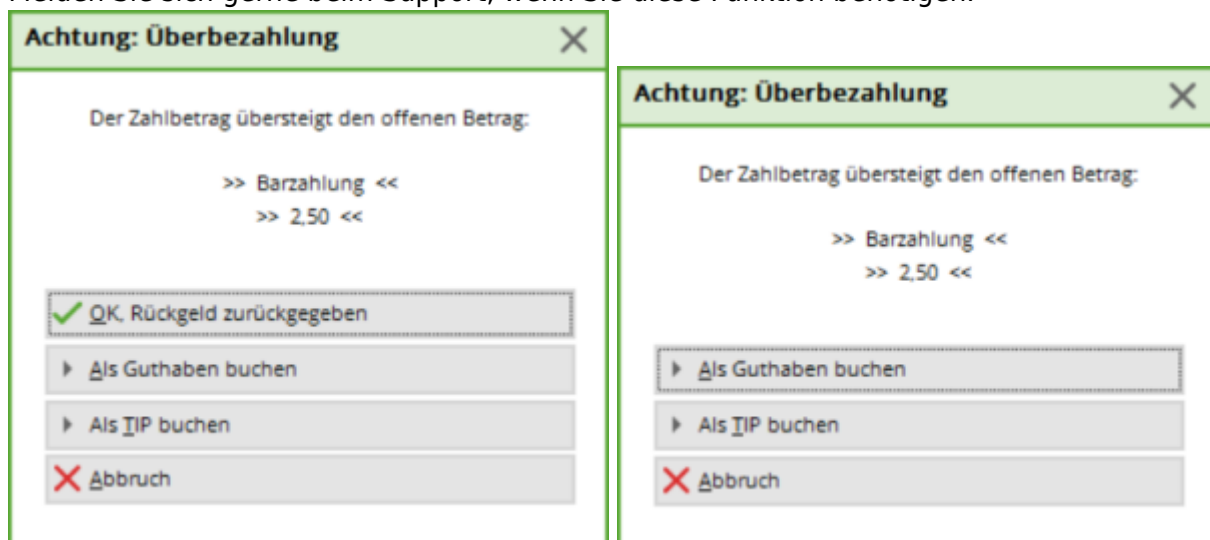 Melden Sie sich gerne beim Support, wenn Sie diese Funktion benötigen.
Achtung: Überbezahlung
Der Zahlbetrag übersteigt den offenen Betrag:
>> Barzahlung <<
>> 2,50 <<
OK, Rückgeld zurückgegeben
Als Guthaben buchen
Als TIP buchen
Abbruch
Achtung: Überbezahlung
Der Zahlbetrag übersteigt den offenen Betrag:
>> Barzahlung <<
>> 2,50 <<
Als Guthaben buchen
Als TIP buchen
Abbruch